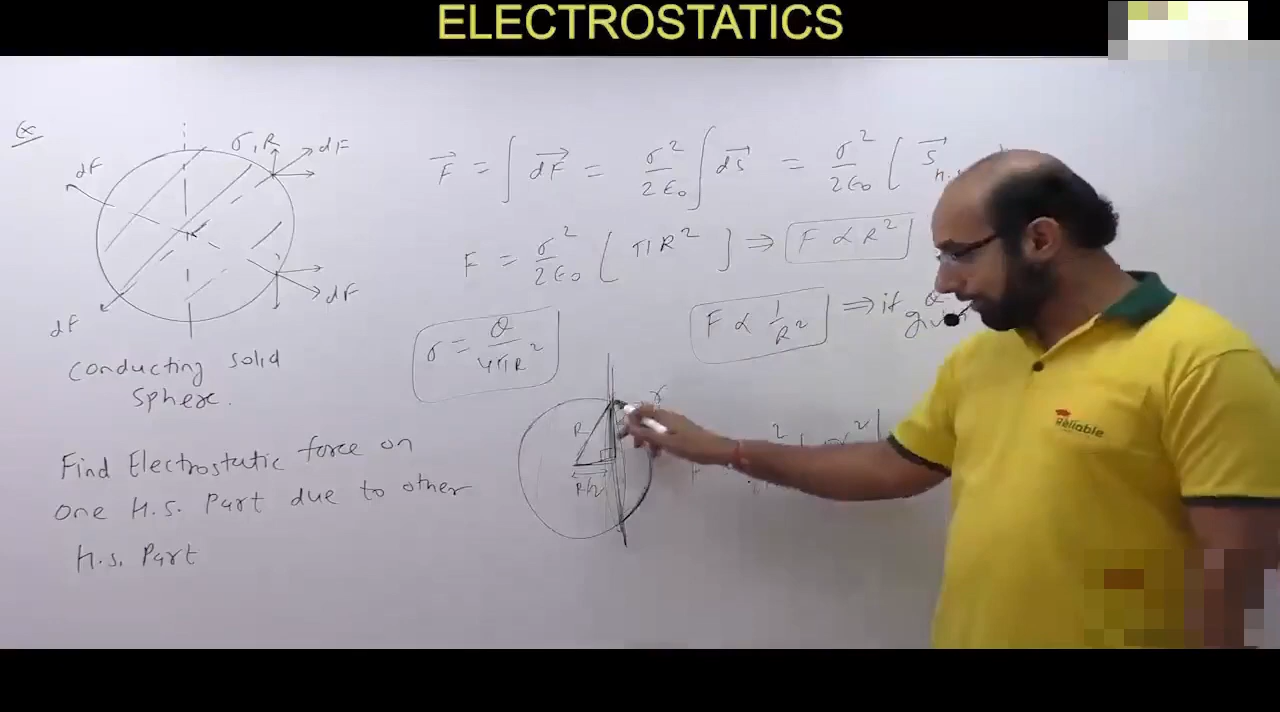 ELECTROSTATICS
Ex
σ, R
dF
dF
dF
dF
Conducting solid
Sphere.
Find Electrostatic force on
one H.S. Part due to other
H.S. Part
F⃗ = ∫ dF⃗ = σ²/2ε₀ ∫ ds⃗ = σ²/2ε₀ [ S⃗
F = σ²/2ε₀ [ πR² ] ⇒ F ∝ R²
σ = Q/4πR²
F ∝ 1/R² ⇒ if Q
R
R/2
r
Reliable